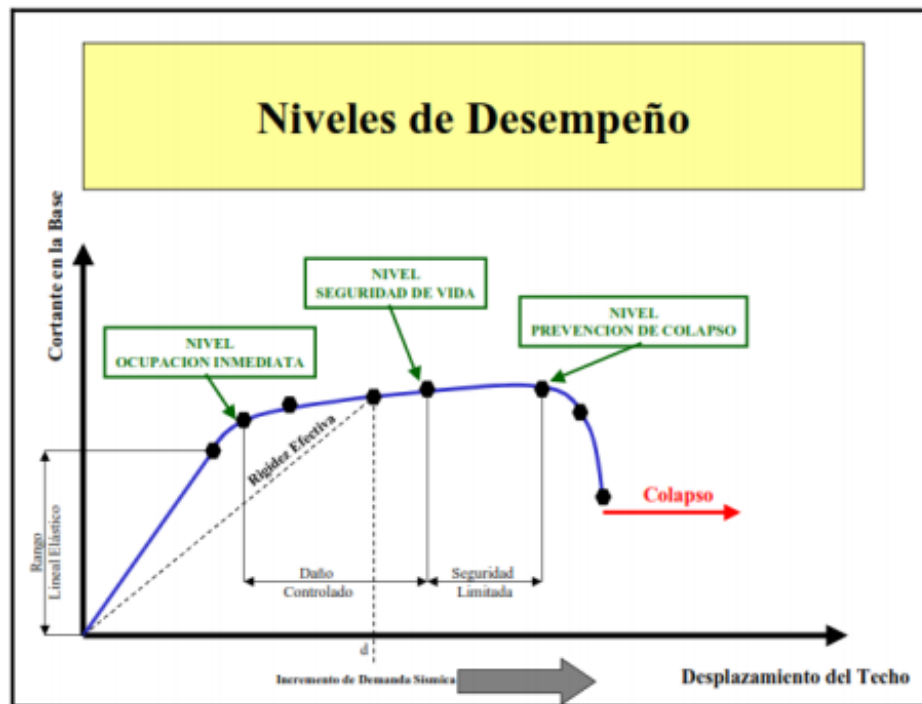 Niveles de Desempeño
Cortante en la Base
NIVEL
SEGURIDAD DE VIDA
NIVEL
PREVENCION DE COLAPSO
NIVEL
OCUPACION INMEDIATA
Rigidez Efectiva
Colapso
Rango
Lineal Elástico
Daño
Controlado
Seguridad
Limitada
d
Incremento de Demanda Sísmica
Desplazamiento del Techo